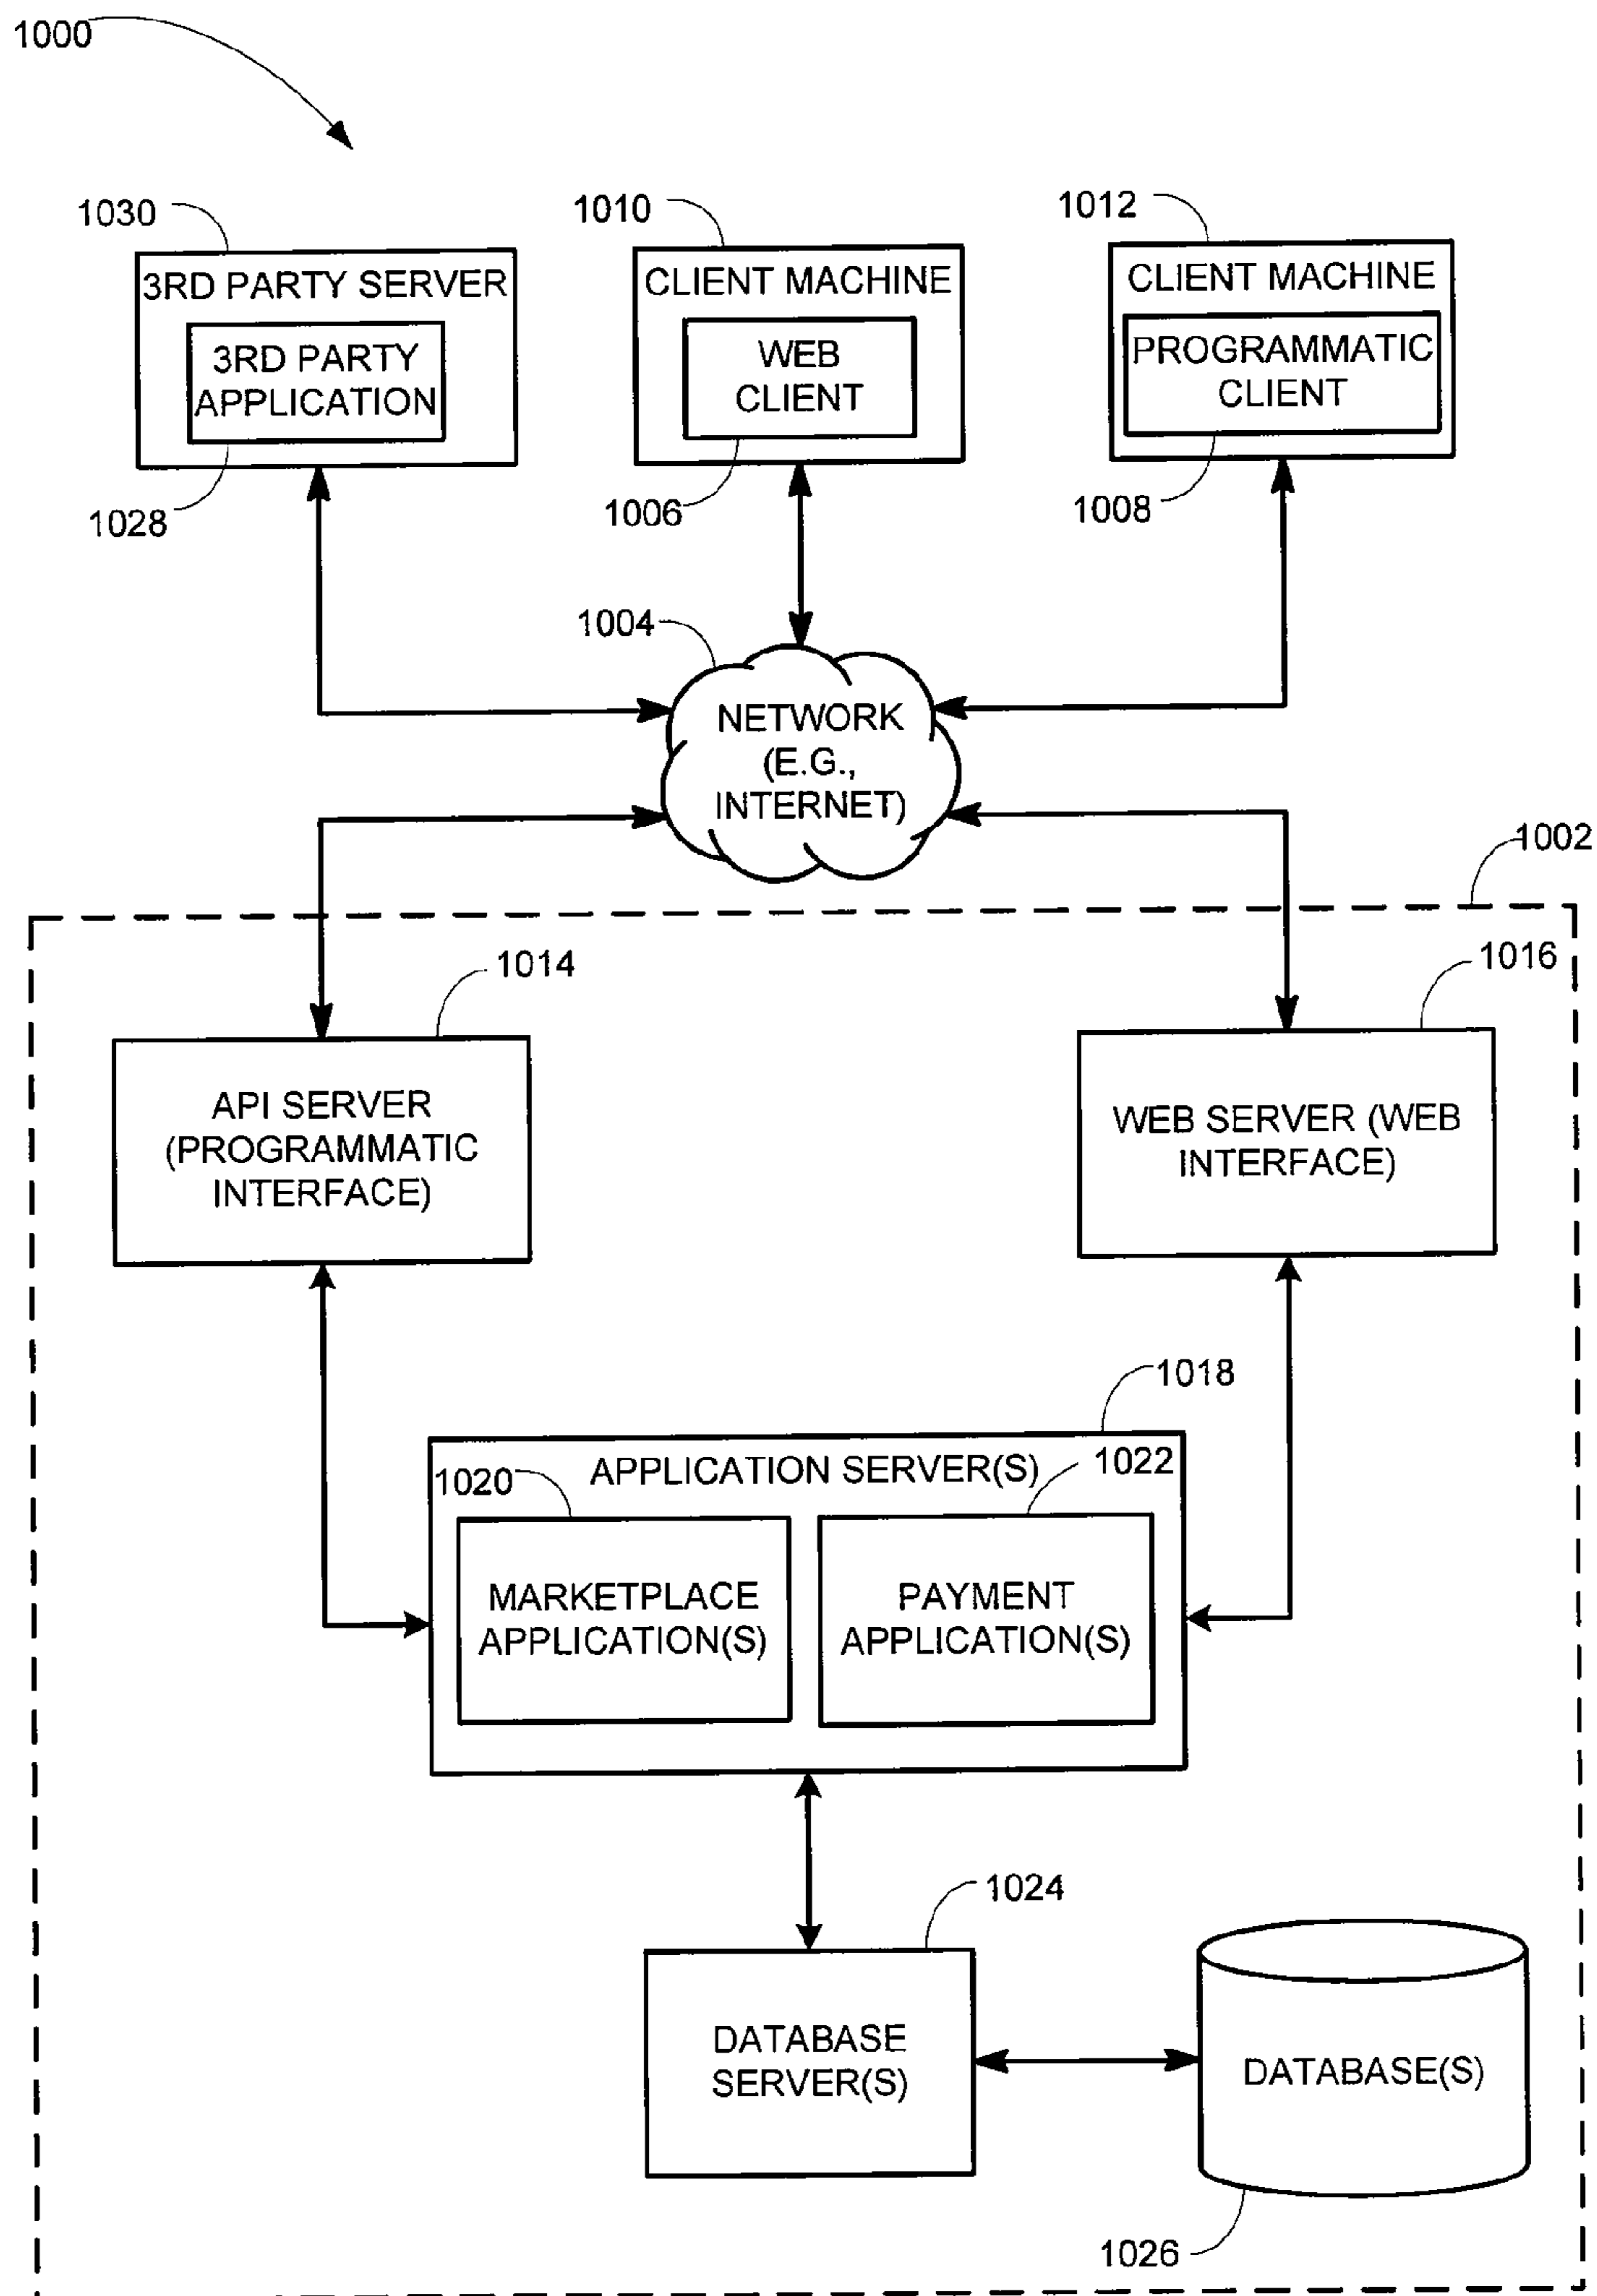 1000
1030
1010
1012
3RD PARTY SERVER
CLIENT MACHINE
CLIENT MACHINE
3RD PARTY
APPLICATION
WEB
CLIENT
PROGRAMMATIC
CLIENT
1028
1006
1008
1004
NETWORK
(E.G.,
INTERNET)
1002
1014
1016
API SERVER
(PROGRAMMATIC
INTERFACE)
WEB SERVER (WEB
INTERFACE)
1018
APPLICATION SERVER(S)
1020
1022
MARKETPLACE
APPLICATION(S)
PAYMENT
APPLICATION(S)
1024
DATABASE
SERVER(S)
DATABASE(S)
1026